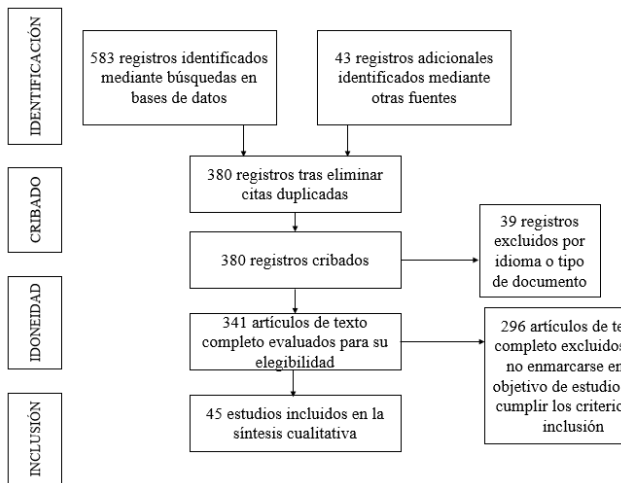 IDENTIFICACIÓN
583 registros identificados
mediante búsquedas en
bases de datos
43 registros adicionales
identificados mediante
otras fuentes
CRIBADO
380 registros tras eliminar
citas duplicadas
380 registros cribados
39 registros
excluidos por
idioma o tipo
de documento
IDONEIDAD
341 artículos de texto
completo evaluados para su
elegibilidad
296 artículos de
completo excluidos
no enmarcarse
objetivo de estudio
cumplir los
inclusión
INCLUSIÓN
45 estudios incluidos en la
síntesis cualitativa